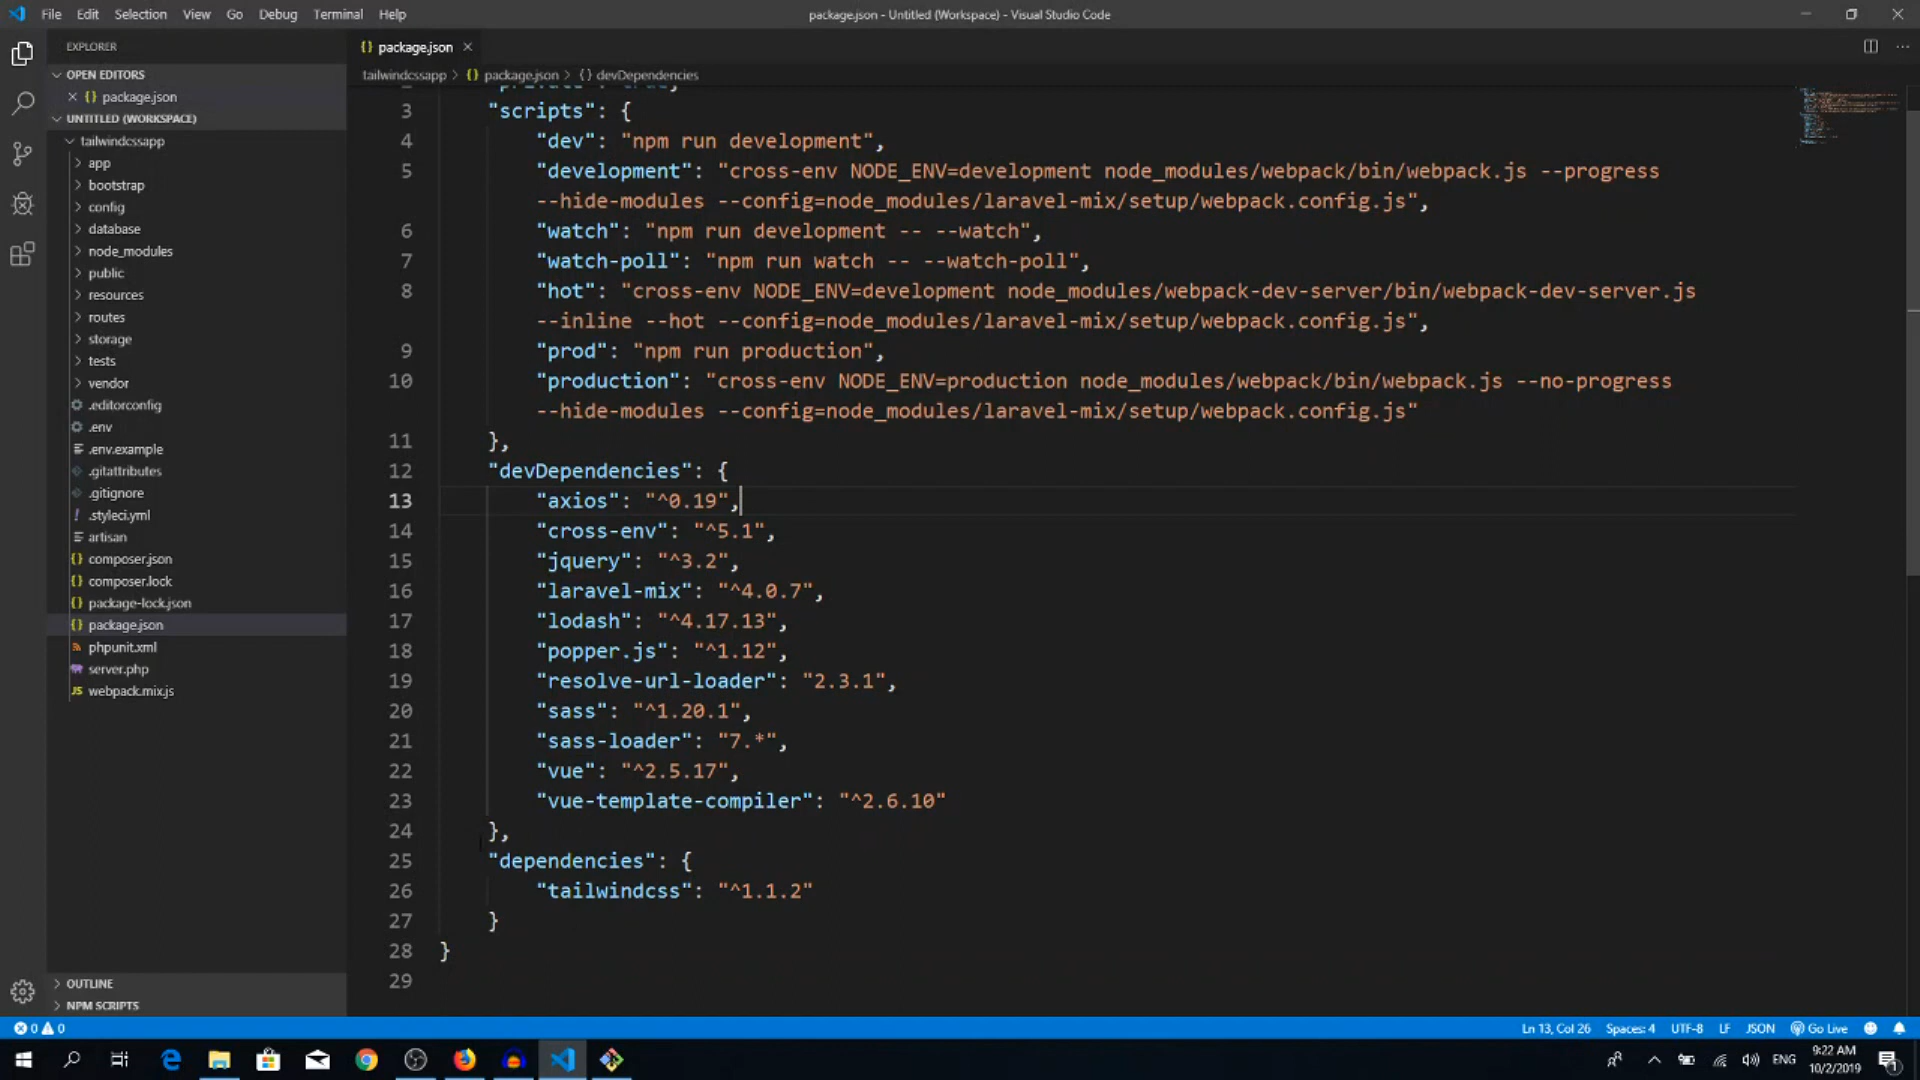 File Edit Selection View Go Debug Terminal Help
package.json - Untitled (Workspace) - Visual Studio Code
EXPLORER
OPEN EDITORS
{} package.json
UNTITLED (WORKSPACE)
tailwindcssapp
app
bootstrap
config
database
node_modules
public
resources
routes
storage
tests
vendor
.editorconfig
.env
.env.example
.gitattributes
.gitignore
.styleci.yml
artisan
{} composer.json
{} composer.lock
{} package-lock.json
{} package.json
phpunit.xml
server.php
JS webpack.mix.js
OUTLINE
NPM SCRIPTS
{} package.json
tailwindcssapp > {} package.json > {} devDependencies
3 "scripts": {
4 "dev": "npm run development",
5 "development": "cross-env NODE_ENV=development node_modules/webpack/bin/webpack.js --progress
--hide-modules --config=node_modules/laravel-mix/setup/webpack.config.js",
6 "watch": "npm run development -- --watch",
7 "watch-poll": "npm run watch -- --watch-poll",
8 "hot": "cross-env NODE_ENV=development node_modules/webpack-dev-server/bin/webpack-dev-server.js
--inline --hot --config=node_modules/laravel-mix/setup/webpack.config.js",
9 "prod": "npm run production",
10 "production": "cross-env NODE_ENV=production node_modules/webpack/bin/webpack.js --no-progress
--hide-modules --config=node_modules/laravel-mix/setup/webpack.config.js"
11 },
12 "devDependencies": {
13 "axios": "^0.19",
14 "cross-env": "^5.1",
15 "jquery": "^3.2",
16 "laravel-mix": "^4.0.7",
17 "lodash": "^4.17.13",
18 "popper.js": "^1.12",
19 "resolve-url-loader": "2.3.1",
20 "sass": "^1.20.1",
21 "sass-loader": "7.*",
22 "vue": "^2.5.17",
23 "vue-template-compiler": "^2.6.10"
24 },
25 "dependencies": {
26 "tailwindcss": "^1.1.2"
27 }
28 }
29
0 0
Ln 13, Col 26 Spaces: 4 UTF-8 LF JSON Go Live
ENG
9:22 AM
10/2/2019
1